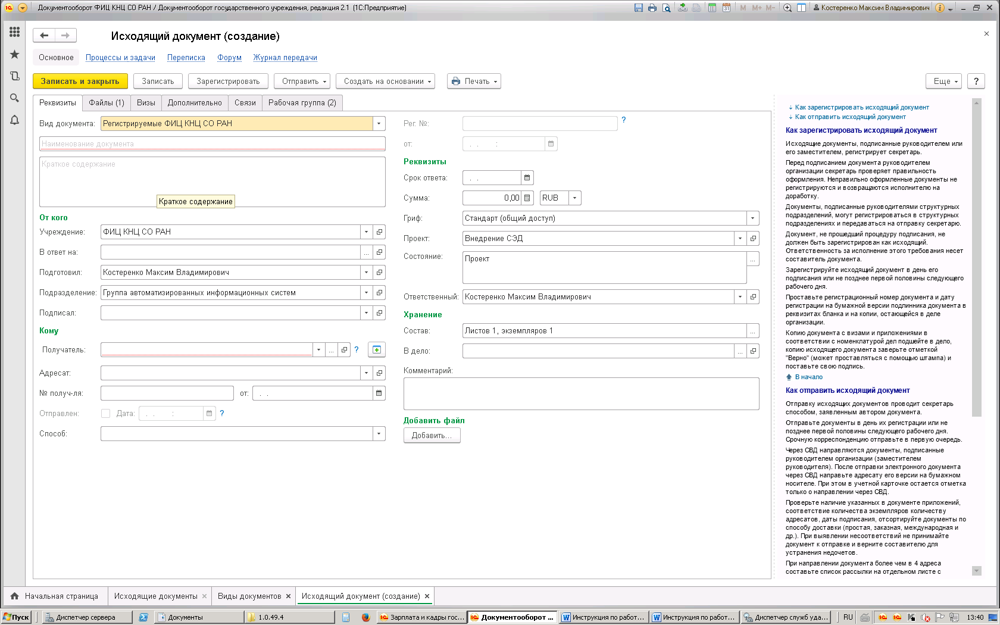 Документооборот ФИЦ КНЦ СО РАН / Документооборот государственного учреждения, редакция 2.1 (1С:Предприятие)
M M+ M-
Костеренко Максим Владимирович
Исходящий документ (создание)
Основное Процессы и задачи Переписка Форум Журнал передачи
Записать и закрыть Записать Зарегистрировать Отправить Создать на основании Печать Еще ?
Реквизиты Файлы (1) Визы Дополнительно Связи Рабочая группа (2)
Вид документа: Регистрируемые ФИЦ КНЦ СО РАН
Наименование документа
Краткое содержание
Краткое содержание
От кого
Учреждение: ФИЦ КНЦ СО РАН
В ответ на: ...
Подготовил: Костеренко Максим Владимирович
Подразделение: Группа автоматизированных информационных систем
Подписал:
Кому
Получатель: ... ?
Адресат:
№ получ-ля: от: . .
Отправлен: Дата: . . : ?
Способ:
Рег. №: ?
от: . . :
Реквизиты
Срок ответа: . .
Сумма: 0,00 RUB
Гриф: Стандарт (общий доступ)
Проект: Внедрение СЭД
Состояние: Проект ...
Ответственный: Костеренко Максим Владимирович
Хранение
Состав: Листов 1, экземпляров 1 ...
В дело: ...
Комментарий:
Добавить файл
Добавить...
Как зарегистрировать исходящий документ
Как отправить исходящий документ
Как зарегистрировать исходящий документ
Исходящие документы, подписанные руководителем или
его заместителем, регистрирует секретарь.
Перед подписанием документа руководителем
организации секретарь проверяет правильность
оформления. Неправильно оформленные документы не
регистрируются и возвращаются исполнителю на
доработку.
Документы, подписанные руководителями структурных
подразделений, могут регистрироваться в структурных
подразделениях и передаваться на отправку секретарю.
Документ, не прошедший процедуру подписания, не
должен быть зарегистрирован как исходящий.
Ответственность за исполнение этого требования несет
составитель документа.
Зарегистрируйте исходящий документ в день его
подписания или не позднее первой половины следующего
рабочего дня.
Проставьте регистрационный номер документа и дату
регистрации на бумажной версии подлинника документа в
реквизитах бланка и на копии, остающейся в деле
организации.
Копию документа с визами и приложениями в
соответствии с номенклатурой дел подшейте в дело,
копию исходящего документа заверьте отметкой
"Верно" (может проставляться с помощью штампа) и
поставьте свою подпись.
В начало
Как отправить исходящий документ
Отправку исходящих документов проводит секретарь
способом, заявленным автором документа.
Отправьте документы в день их регистрации или не
позднее первой половины следующего рабочего дня.
Срочную корреспонденцию отправьте в первую очередь.
Через СВД направляются документы, подписанные
руководителем организации (заместителем
руководителя). После отправки электронного документа
через СВД направьте адресату его версии на бумажном
носителе. При этом в учетной карточке остается отметка
только о направлении через СВД.
Проверьте наличие указанных в документе приложений,
соответствие количества экземпляров количеству
адресатов, даты подписания, отсортируйте документы по
способу доставки (простая, заказная, международная и
др.). При выявлении несоответствий не принимайте
документ к отправке и верните составителю для
устранения недочетов.
При направлении документа более чем в 4 адреса
составьте список рассылки на отдельном листе с
Начальная страница Исходящие документы Виды документов Исходящий документ (создание)
Пуск Диспетчер сервера Документы 1.0.49.4 Зарплата и кадры гос... Документооборот ... Инструкция по работ... Инструкция по работ... Диспетчер служб уда... RU 13:40